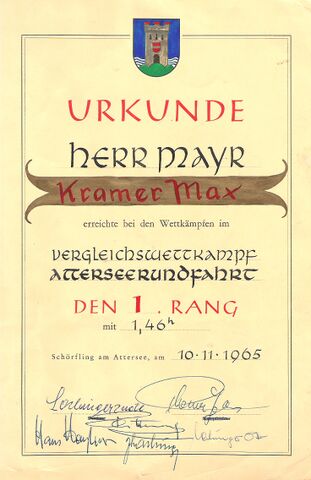 URKUNDE
HERR MAYR
Kramer Max
erreichte bei den Wettkämpfen im
VERGLEICHSWETTKAMPF
ATTERSEERUNDFAHRT
DEN 1. RANG
mit 1,46h
Schörfling am Attersee, am 10.11.1965
Hans